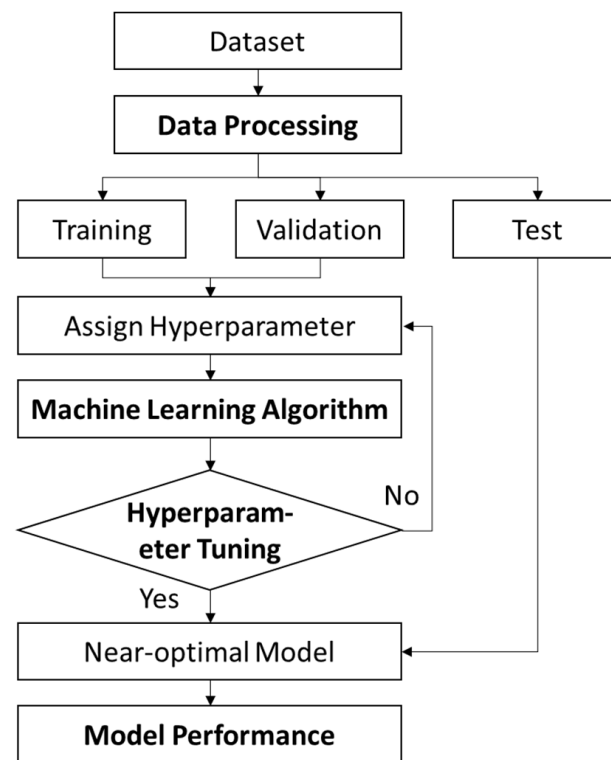 Dataset
Data Processing
Training
Validation
Test
Assign Hyperparameter
Machine Learning Algorithm
Hyperparam-
eter Tuning
No
Yes
Near-optimal Model
Model Performance